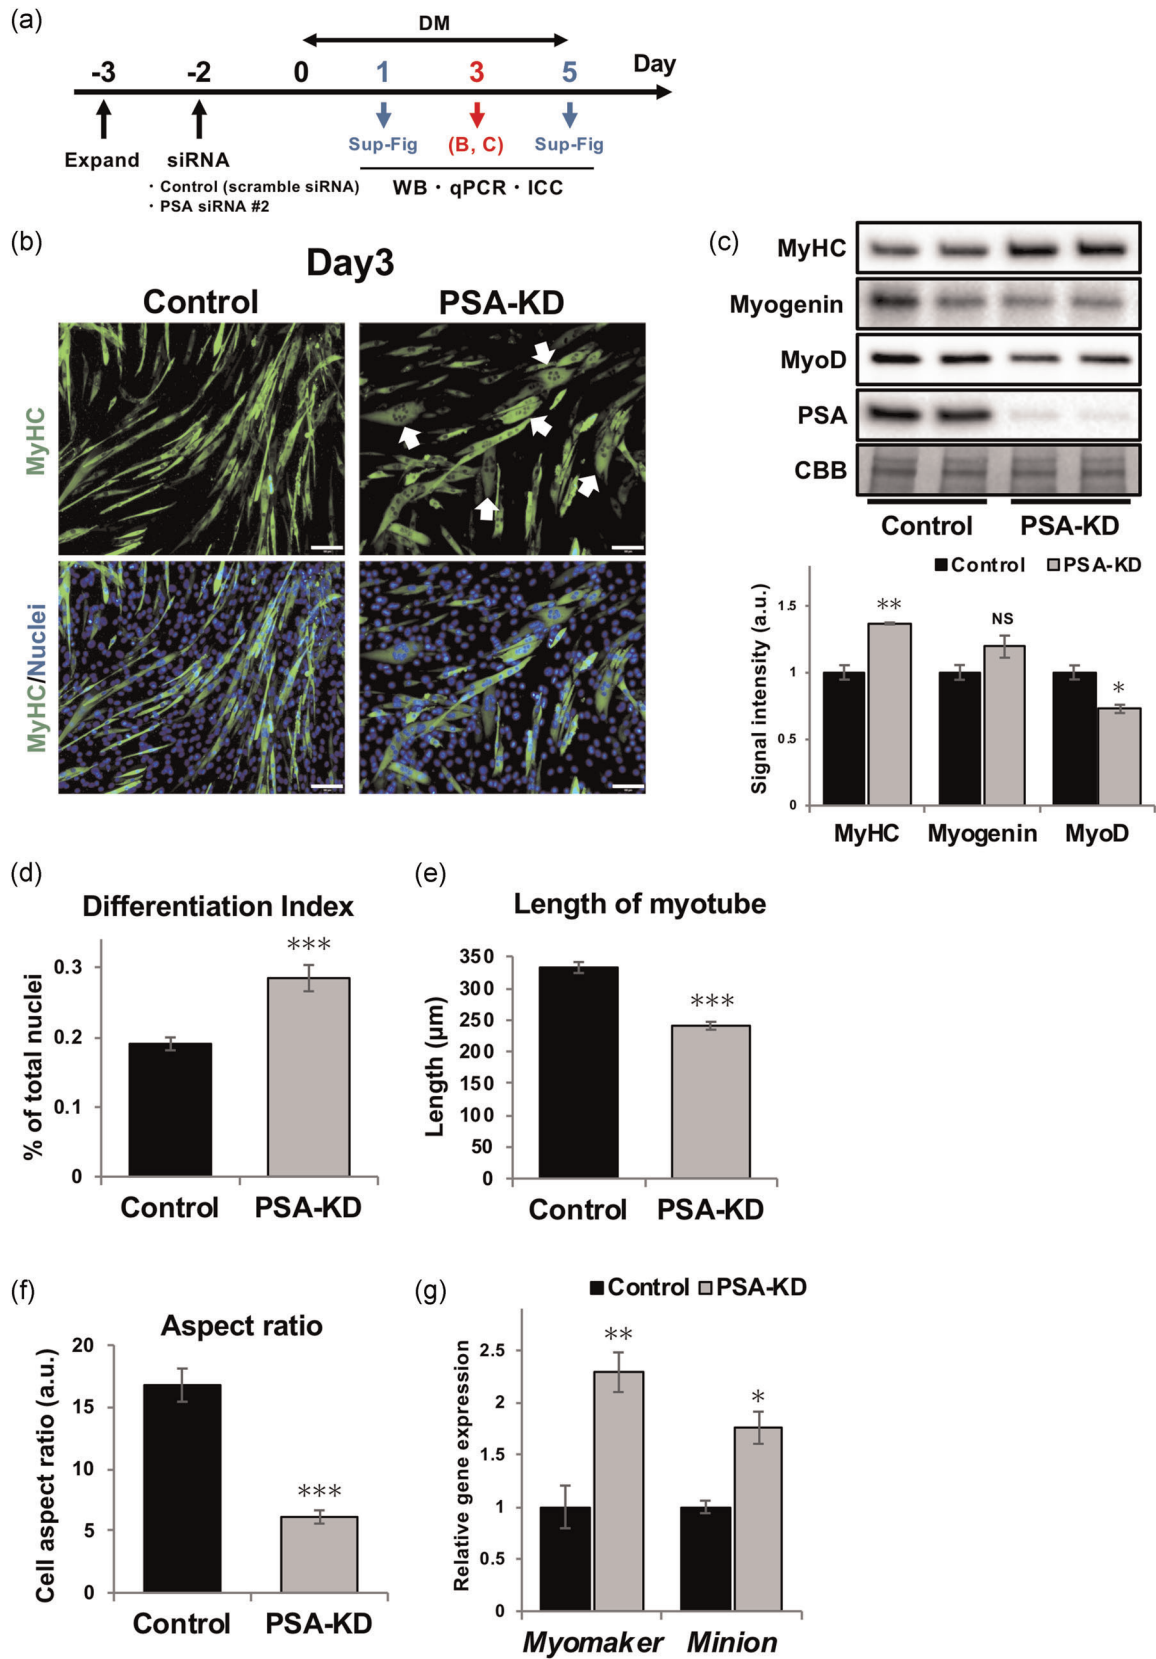 (a)
DM
-3 -2 0 1 3 5 Day
Sup-Fig (B, C) Sup-Fig
Expand siRNA
・Control (scramble siRNA)
・PSA siRNA #2
WB・qPCR・ICC
(b)
Day3
Control PSA-KD
MyHC
MyHC/Nuclei
(c)
MyHC
Myogenin
MyoD
PSA
CBB
Control PSA-KD
Control PSA-KD
Signal intensity (a.u.)
1.5
1
0.5
0
** NS *
MyHC Myogenin MyoD
(d)
Differentiation Index
% of total nuclei
0.3
0.2
0.1
0
***
Control PSA-KD
(e)
Length of myotube
Length (μm)
350
300
250
200
150
100
50
0
***
Control PSA-KD
(f)
Aspect ratio
Cell aspect ratio (a.u.)
20
15
10
5
0
***
Control PSA-KD
(g)
Control PSA-KD
Relative gene expression
2.5
2
1.5
1
0.5
0
** *
Myomaker Minion